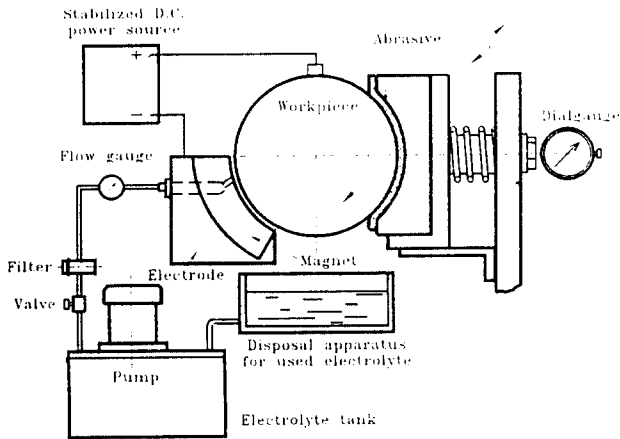 Stabilized D.C.
power source
+
−
Abrasive
Workpiece
Dialgauge
Flow gauge
Filter
Electrode
Magnet
Valve
Disposal apparatus
for used electrolyte
Pump
Electrolyte tank